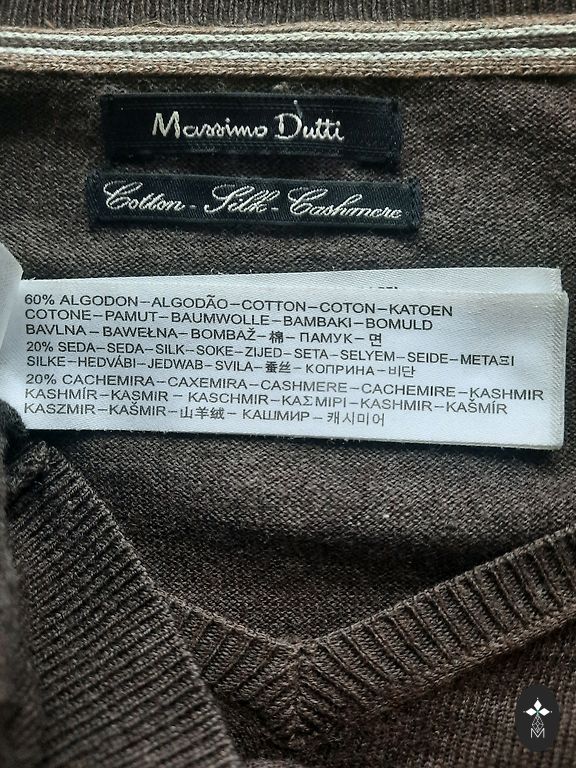 Massimo Dutti
Cotton - Silk - Cashmere
60% ALGODON–ALGODÃO–COTTON–COTON–KATOEN
COTONE–PAMUT–BAUMWOLLE–BAMBAKI–BOMULD
BAVLNA–BAWEŁNA–BOMBAŽ–棉–ПАМУК–면
20% SEDA–SEDA–SILK–SOKE–ZIJED–SETA–SELYEM–SEIDE–ΜΕΤΑΞΙ
SILKE–HEDVÁBI–JEDWAB–SVILA–蚕丝–КОПРИНА–비단
20% CACHEMIRA–CAXEMIRA–CASHMERE–CACHEMIRE–KASHMIR
KASHMÍR–KAŞMIR – KASCHMIR–ΚΑΣΜΙΡΙ–KASHMIR–KAŠMÍR
KASZMIR–KAŠMIR–山羊绒–КАШМИР–캐시미어